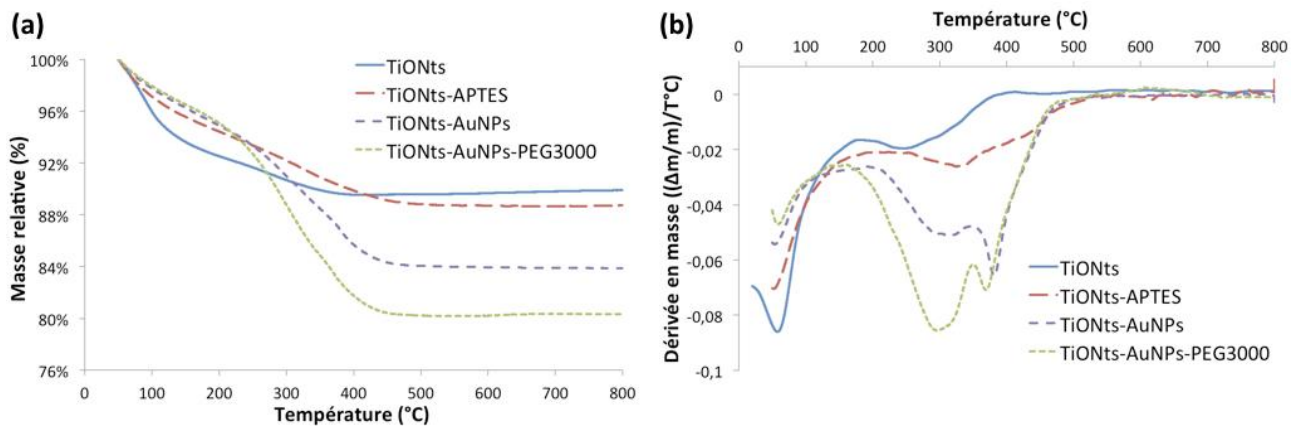 (a)
100%
96%
92%
88%
84%
80%
76%
Masse relative (%)
0 100 200 300 400 500 600 700 800
Température (°C)
TiONts
TiONts-APTES
TiONts-AuNPs
TiONts-AuNPs-PEG3000
(b)
Température (°C)
0 100 200 300 400 500 600 700 800
0
-0,02
-0,04
-0,06
-0,08
-0,1
Dérivée en masse ((Δm/m)/T°C)
TiONts
TiONts-APTES
TiONts-AuNPs
TiONts-AuNPs-PEG3000